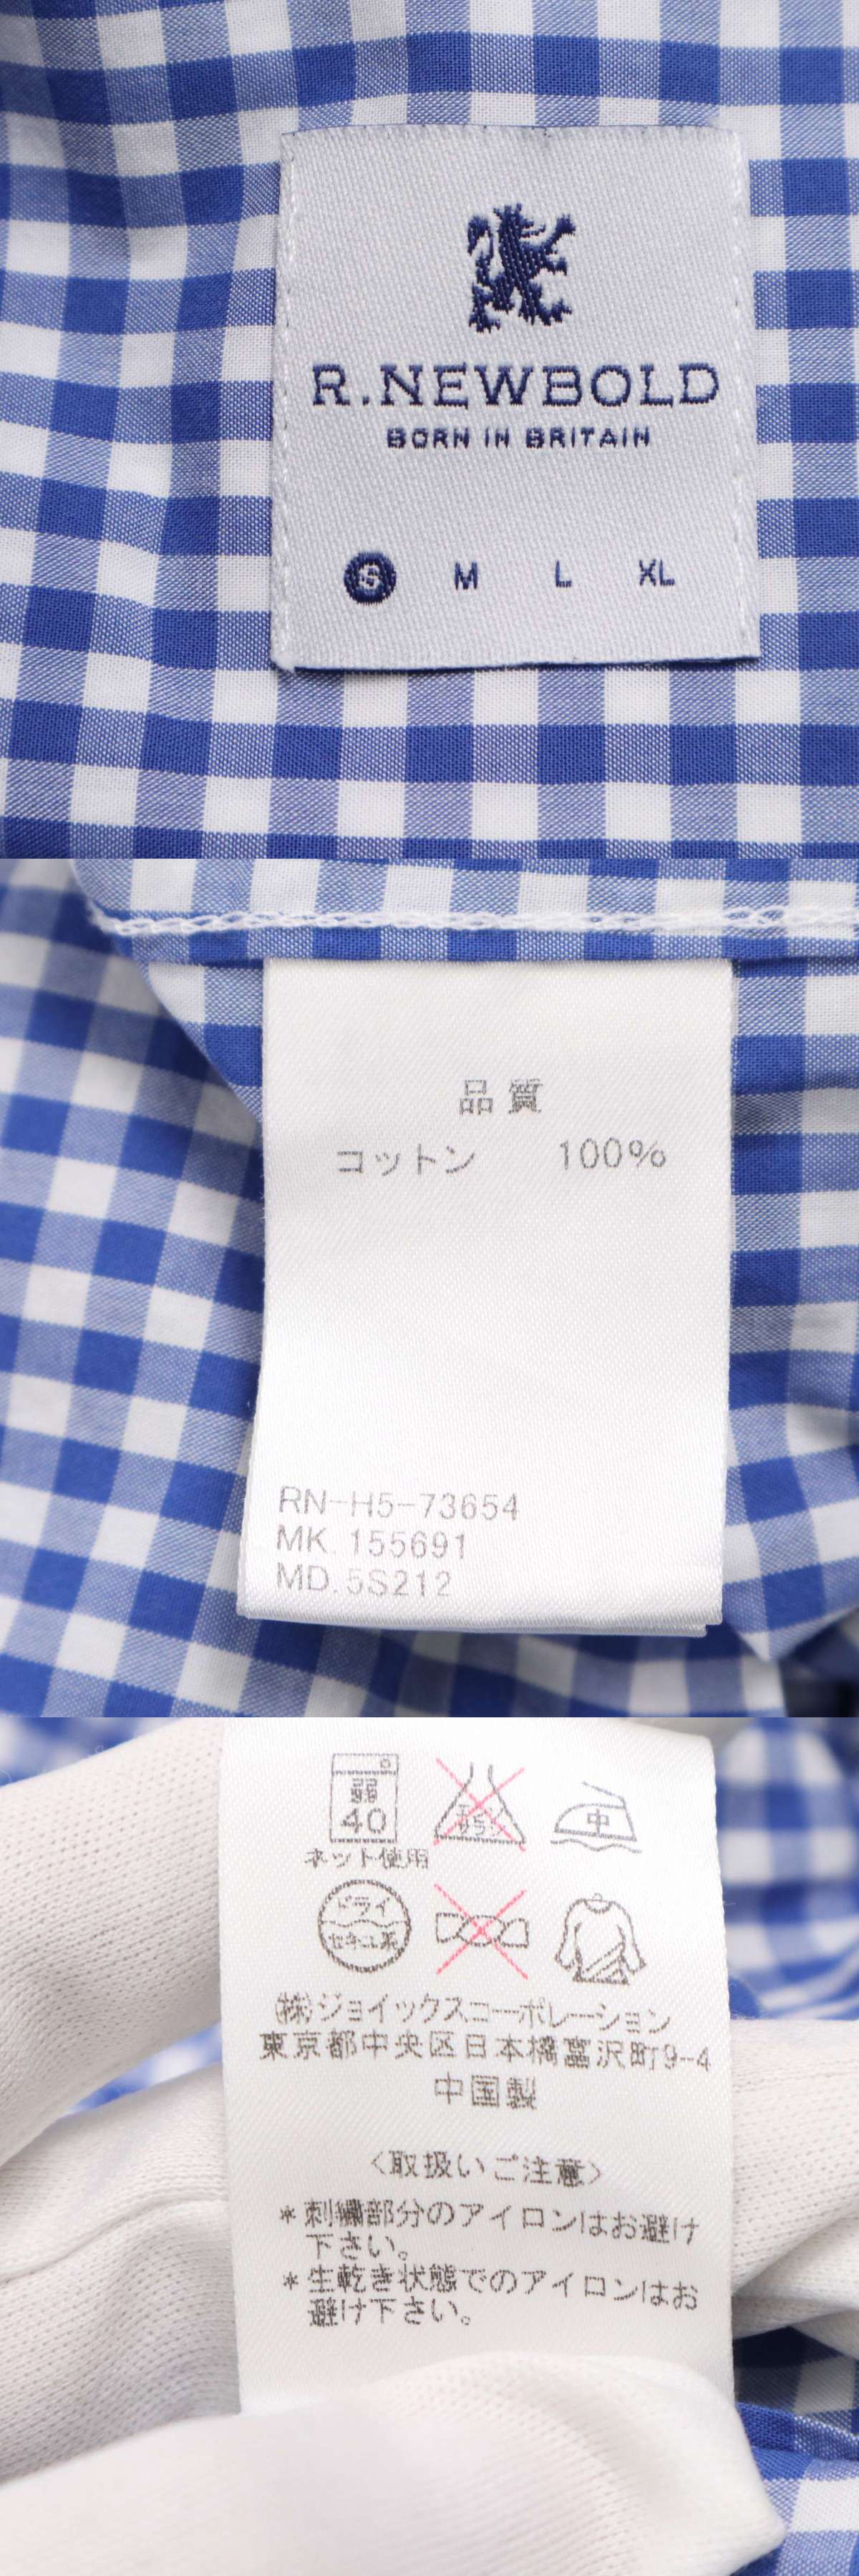 R.NEWBOLD
BORN IN BRITAIN
S M L XL
品質
コットン 100%
RN-H5-73654
MK.155691
MD.5S212
弱
40
中
ネット使用
ドライ
セキユ系
(株)ジョイックスコーポレーション
東京都中央区日本橋富沢町9-4
中国製
〈取扱いご注意〉
*刺繍部分のアイロンはお避け
下さい。
*生乾き状態でのアイロンはお
避け下さい。